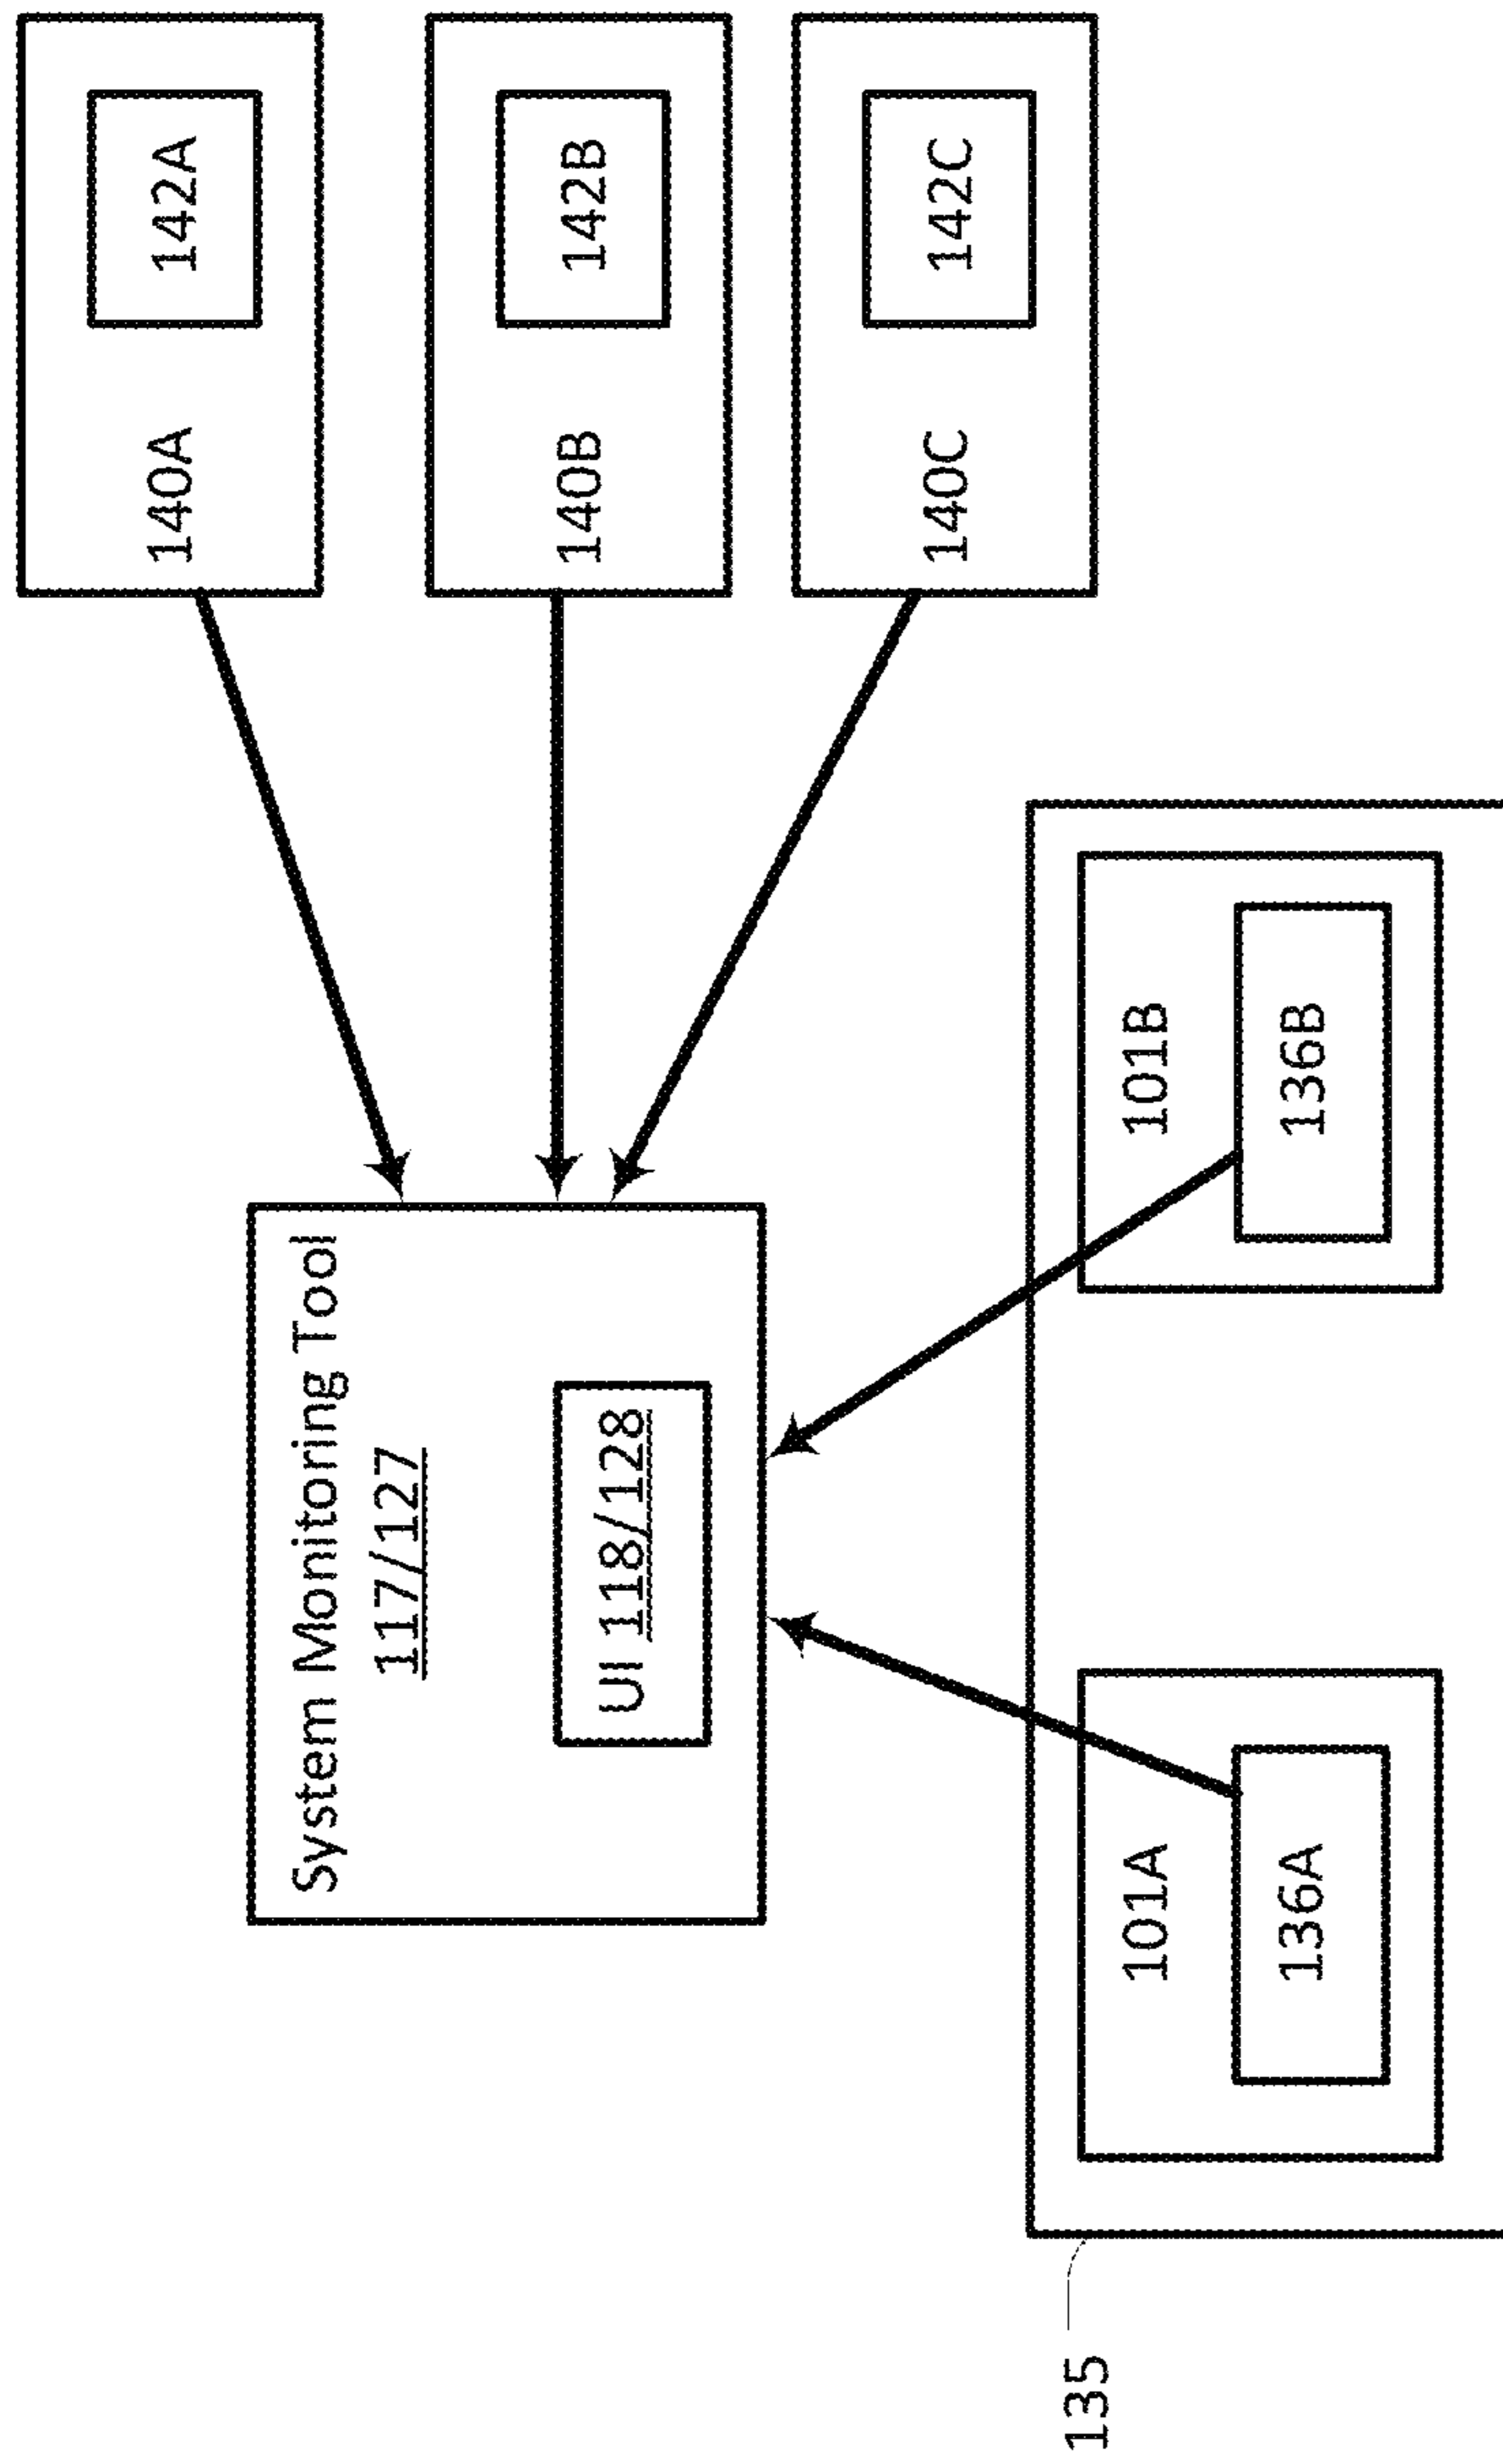 System Monitoring Tool
117/127
UI 118/128
140A
142A
140B
142B
140C
142C
135
101A
136A
101B
136B